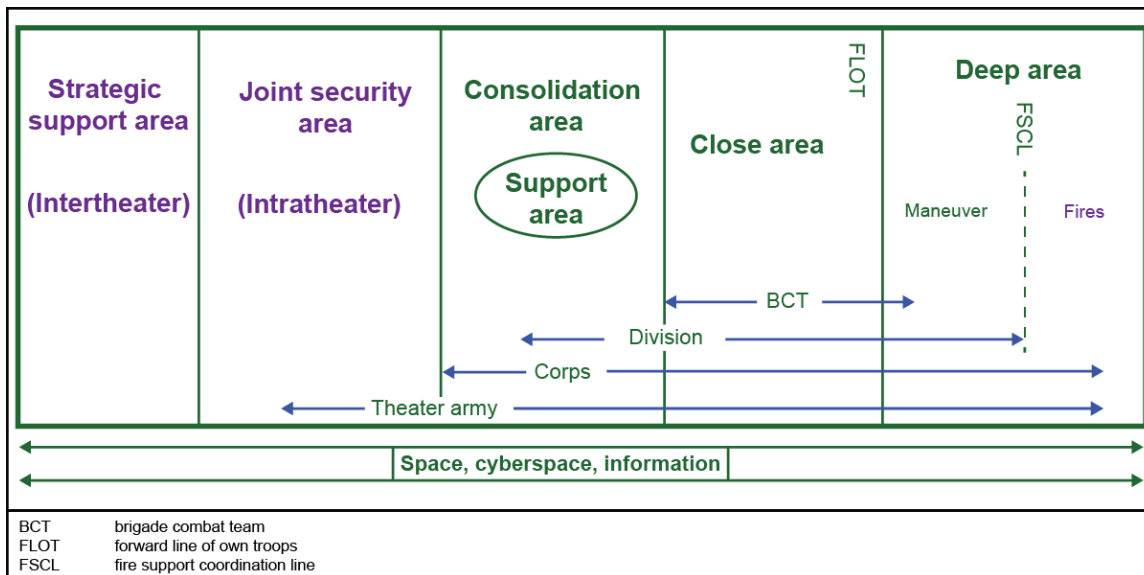 Strategic
support area
(Intertheater)
Joint security
area
(Intratheater)
Consolidation
area
Support
area
Close area
FLOT
Deep area
FSCL
Maneuver
Fires
BCT
Division
Corps
Theater army
Space, cyberspace, information
BCT brigade combat team
FLOT forward line of own troops
FSCL fire support coordination line